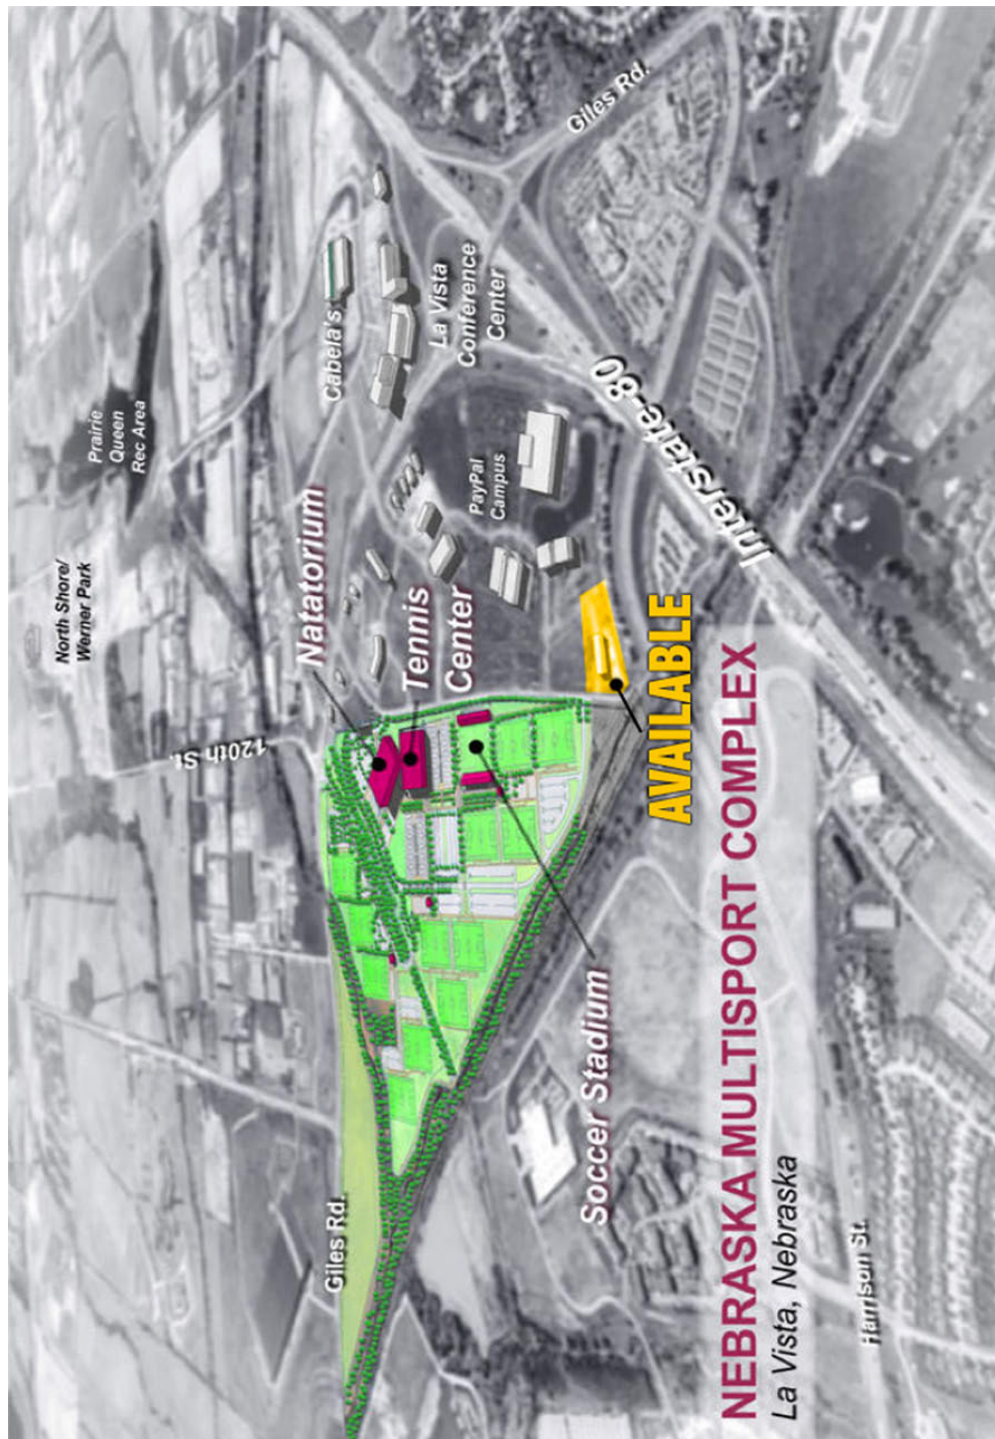 North Shore/
Werner Park
Prairie
Queen
Rec Area
120th St.
Natatorium
Tennis
Center
Cabela's
La Vista
Conference
Center
PayPal
Campus
Giles Rd.
Interstate-80
AVAILABLE
Soccer Stadium
Giles Rd.
NEBRASKA MULTISPORT COMPLEX
La Vista, Nebraska
Harrison St.